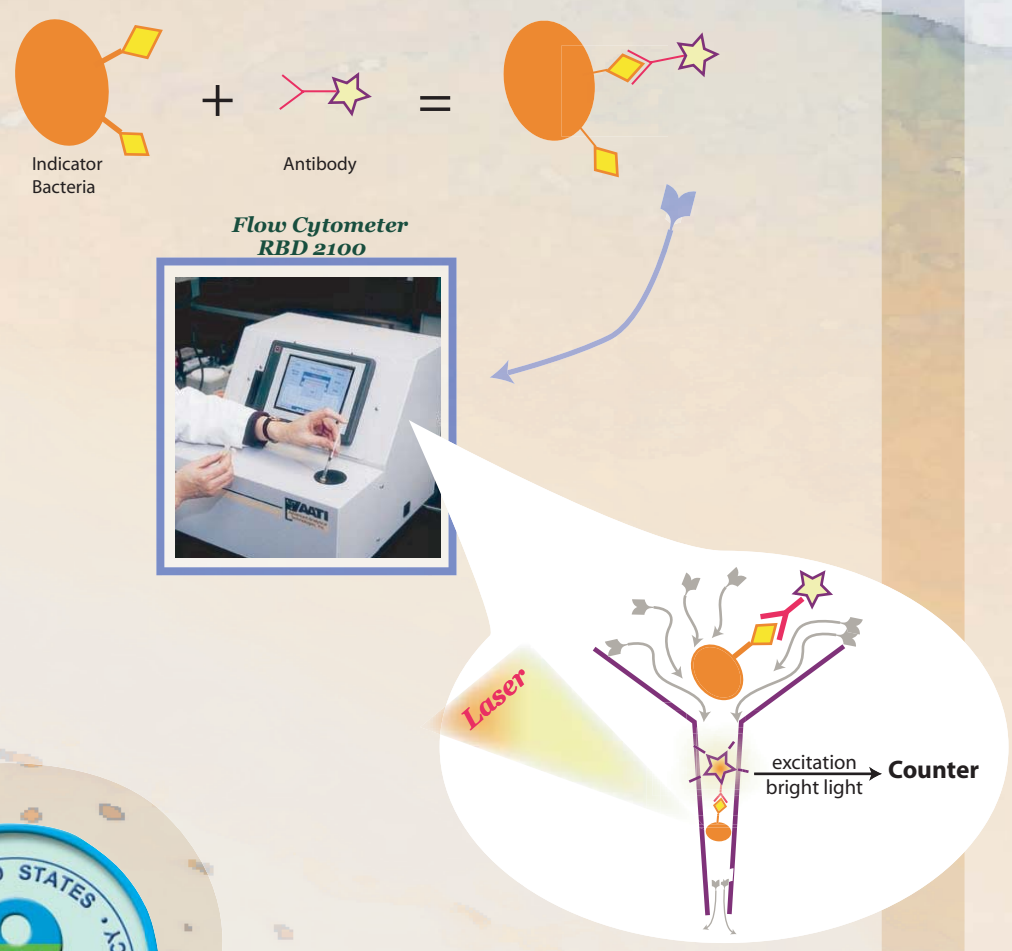 +
=
Indicator
Bacteria
Antibody
Flow Cytometer
RBD 2100
AATI
Laser
excitation
bright light
Counter
STATES